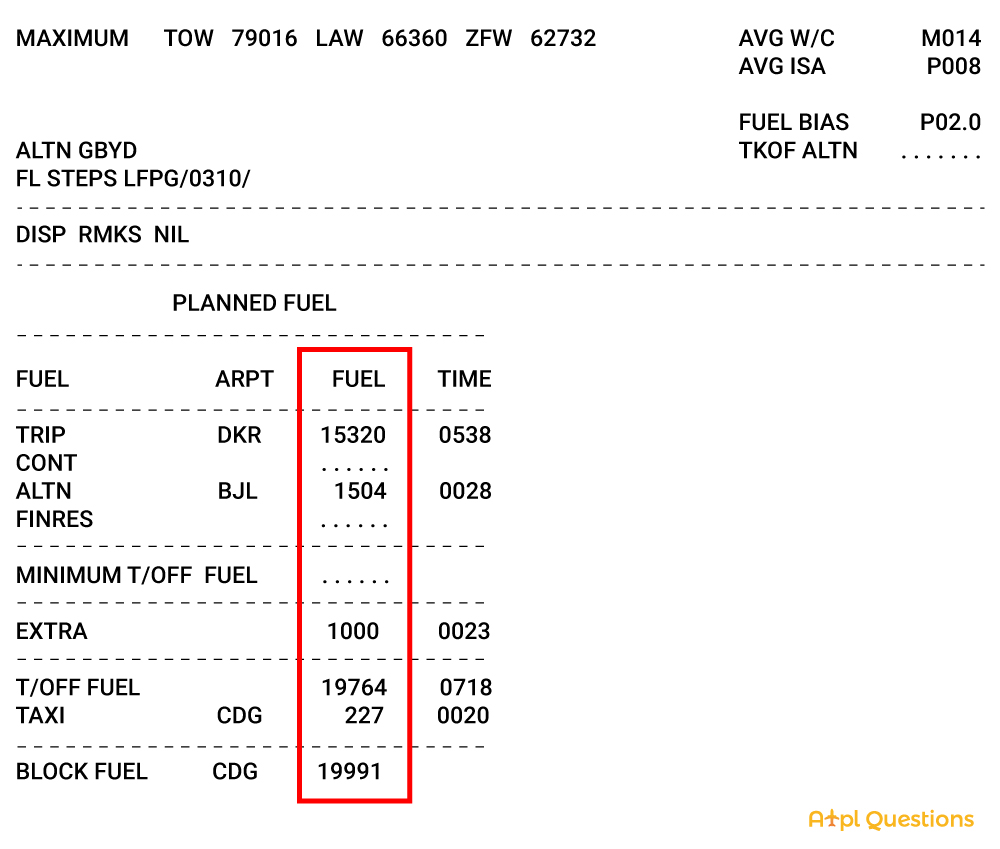 MAXIMUM TOW 79016 LAW 66360 ZFW 62732 AVG W/C M014
AVG ISA P008
FUEL BIAS P02.0
ALTN GBYD TKOF ALTN .......
FL STEPS LFPG/0310/
DISP RMKS NIL
PLANNED FUEL
FUEL ARPT FUEL TIME
TRIP DKR 15320 0538
CONT ......
ALTN BJL 1504 0028
FINRES ......
MINIMUM T/OFF FUEL ......
EXTRA 1000 0023
T/OFF FUEL 19764 0718
TAXI CDG 227 0020
BLOCK FUEL CDG 19991
Atpl Questions